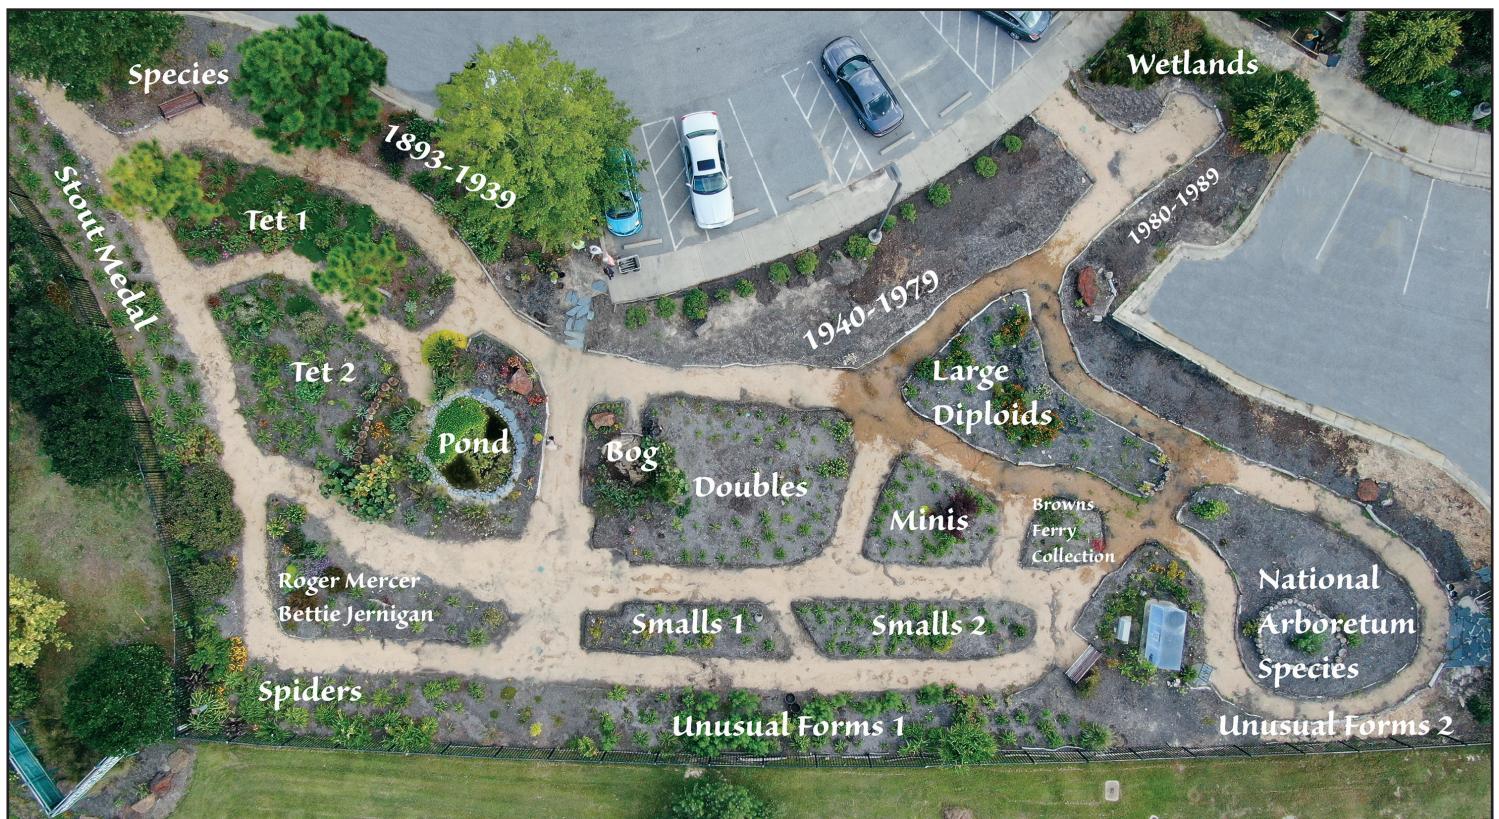 Species
Wetlands
1893-1939
Stout Medal
Tet 1
1980-1989
1940-1979
Tet 2
Large
Diploids
Pond
Bog
Doubles
Minis
Browns
Ferry
Collection
Roger Mercer
Bettie Jernigan
National
Arboretum
Species
Smalls 1
Smalls 2
Spiders
Unusual Forms 1
Unusual Forms 2